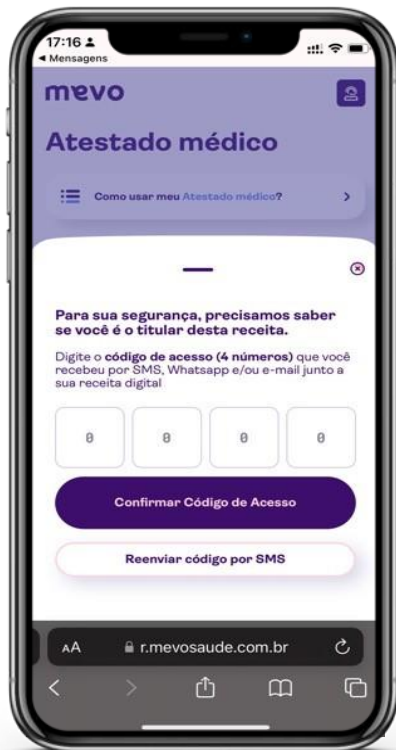 17:16
Mensagens
mevo
Atestado médico
Como usar meu Atestado médico?
Para sua segurança, precisamos saber
se você é o titular desta receita.
Digite o código de acesso (4 números) que você
recebeu por SMS, Whatsapp e/ou e-mail junto a
sua receita digital
0 0 0 0
Confirmar Código de Acesso
Reenviar código por SMS
AA r.mevosaude.com.br